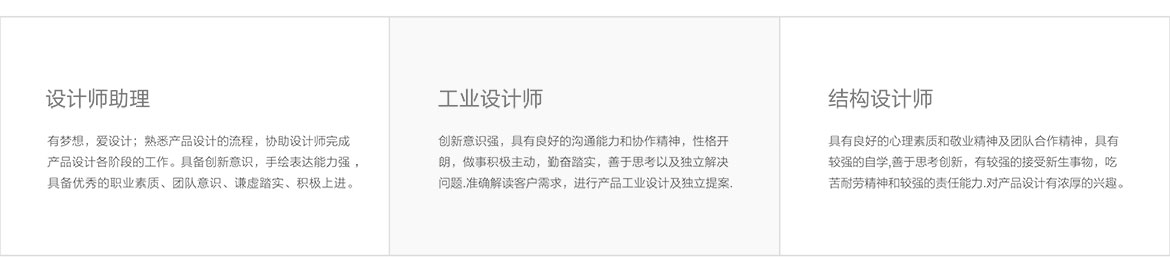 设计师助理
有梦想，爱设计；熟悉产品设计的流程，协助设计师完成
产品设计各阶段的工作。具备创新意识，手绘表达能力强，
具备优秀的职业素质、团队意识、谦虚踏实、积极上进。
工业设计师
创新意识强，具有良好的沟通能力和协作精神，性格开
朗，做事积极主动，勤奋踏实，善于思考以及独立解决
问题.准确解读客户需求，进行产品工业设计及独立提案.
结构设计师
具有良好的心理素质和敬业精神及团队合作精神，具有
较强的自学,善于思考创新，有较强的接受新生事物，吃
苦耐劳精神和较强的责任能力.对产品设计有浓厚的兴趣。